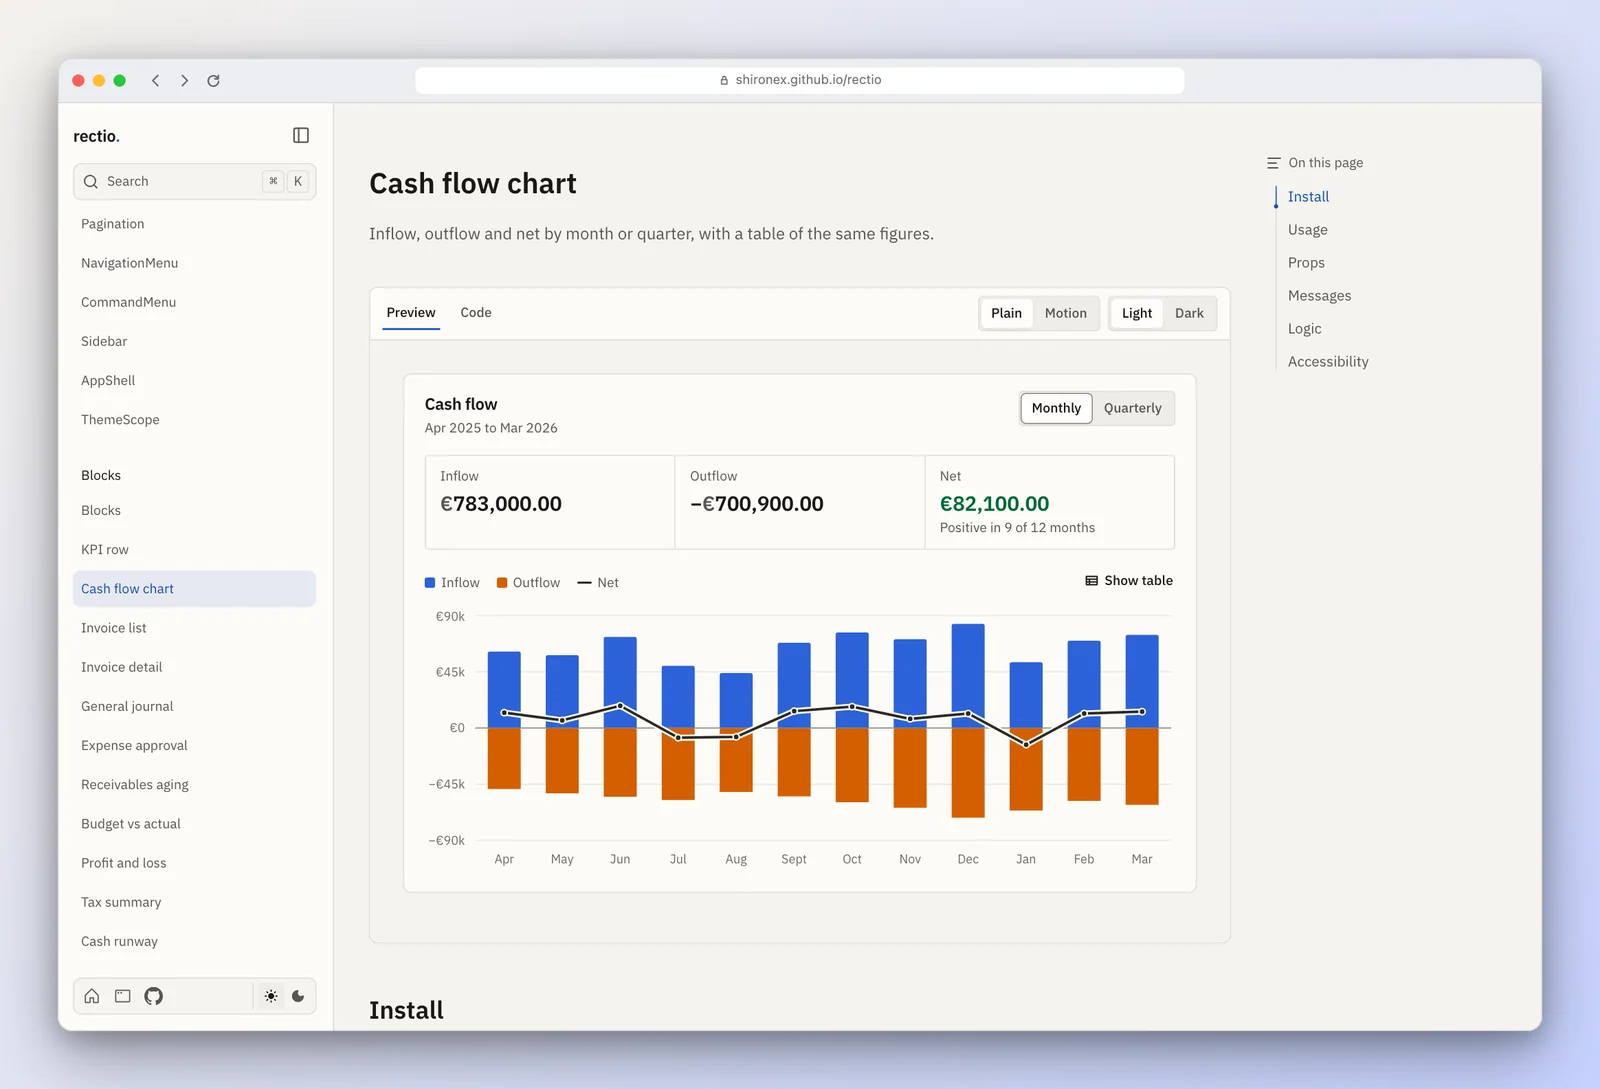 shironex.github.io/rectio
rectio.
Search ⌘ K
Pagination
NavigationMenu
CommandMenu
Sidebar
AppShell
ThemeScope
Blocks
Blocks
KPI row
Cash flow chart
Invoice list
Invoice detail
General journal
Expense approval
Receivables aging
Budget vs actual
Profit and loss
Tax summary
Cash runway
Cash flow chart
Inflow, outflow and net by month or quarter, with a table of the same figures.
Preview Code
Plain Motion Light Dark
Cash flow
Apr 2025 to Mar 2026
Monthly Quarterly
Inflow
€783,000.00
Outflow
−€700,900.00
Net
€82,100.00
Positive in 9 of 12 months
Inflow Outflow Net
Show table
€90k
€45k
€0
−€45k
−€90k
Apr May Jun Jul Aug Sept Oct Nov Dec Jan Feb Mar
Install
On this page
Install
Usage
Props
Messages
Logic
Accessibility